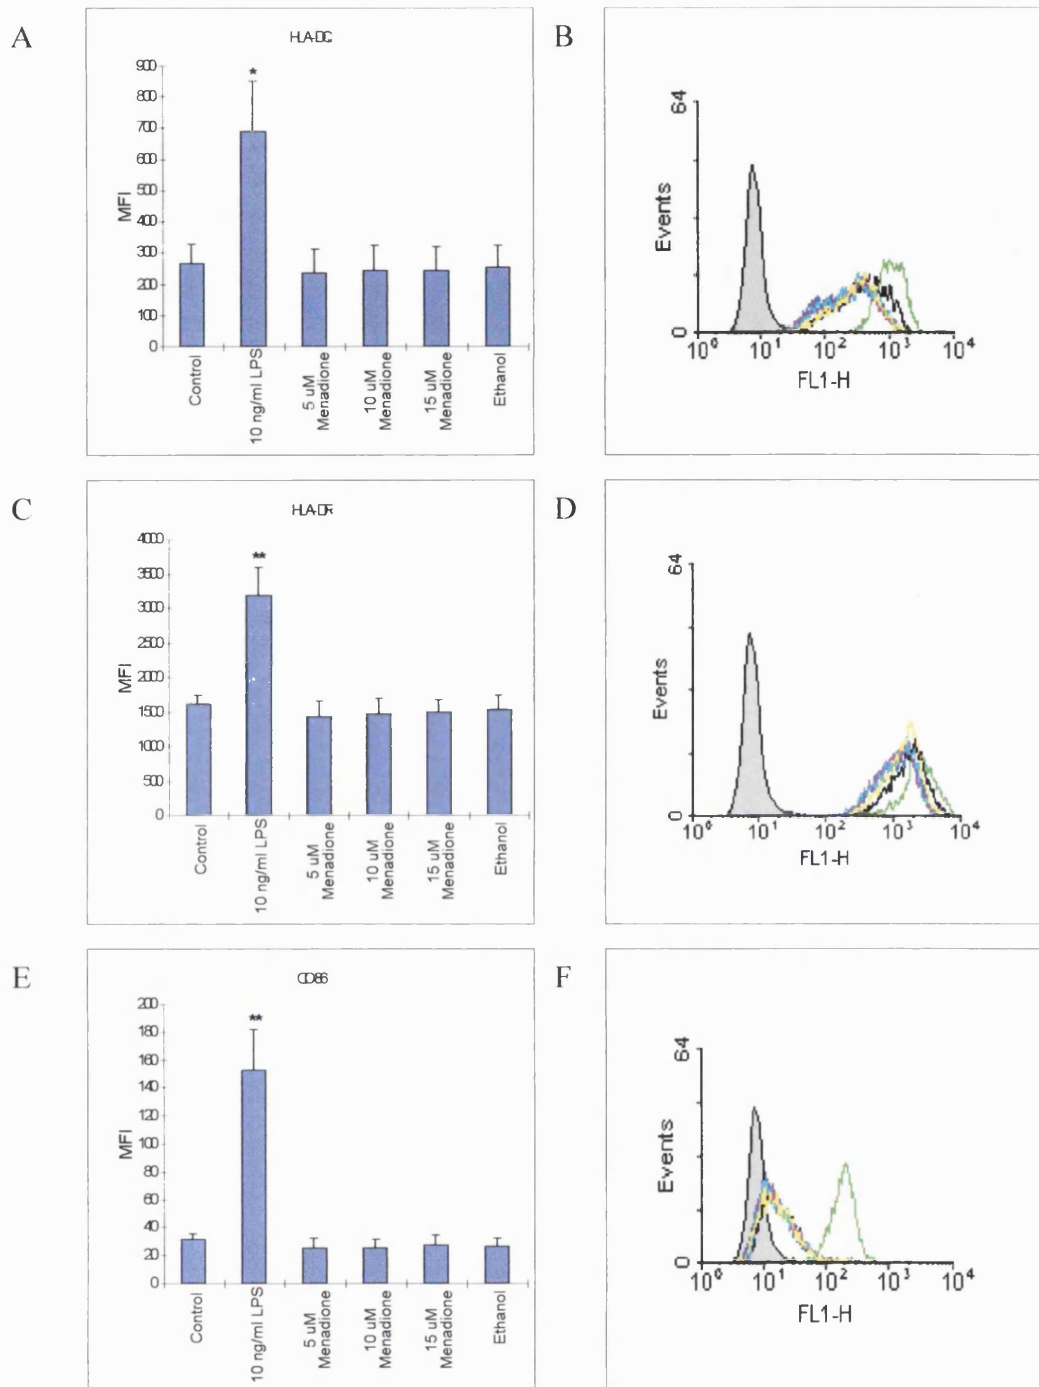 A
HLA-DQ
900
800
700
600
500
400
300
200
100
0
MFI
*
Control
10 ng/ml LPS
5 uM Menadione
10 uM Menadione
15 uM Menadione
Ethanol
B
64
Events
0
10⁰ 10¹ 10² 10³ 10⁴
FL1-H
C
HLA-DR
4000
3500
3000
2500
2000
1500
1000
500
0
MFI
**
Control
10 ng/ml LPS
5 uM Menadione
10 uM Menadione
15 uM Menadione
Ethanol
D
64
Events
0
10⁰ 10¹ 10² 10³ 10⁴
FL1-H
E
CD86
200
180
160
140
120
100
80
60
40
20
0
MFI
**
Control
10 ng/ml LPS
5 uM Menadione
10 uM Menadione
15 uM Menadione
Ethanol
F
64
Events
0
10⁰ 10¹ 10² 10³ 10⁴
FL1-H